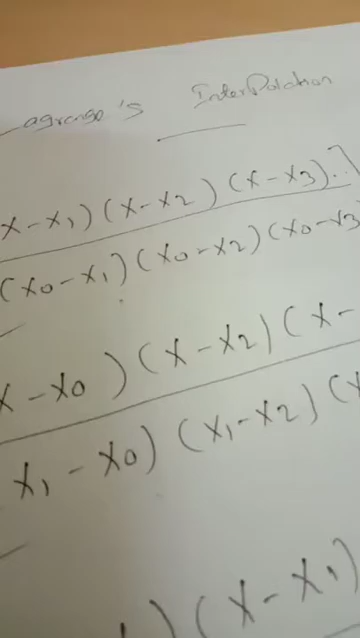 Lagrange's InterPolation
x-x₁)(x-x₂)(x-x₃)..]
(x₀-x₁)(x₀-x₂)(x₀-x₃
x-x₀)(x-x₂)(x-
x₁-x₀)(x₁-x₂)(x
)(x-x₁)